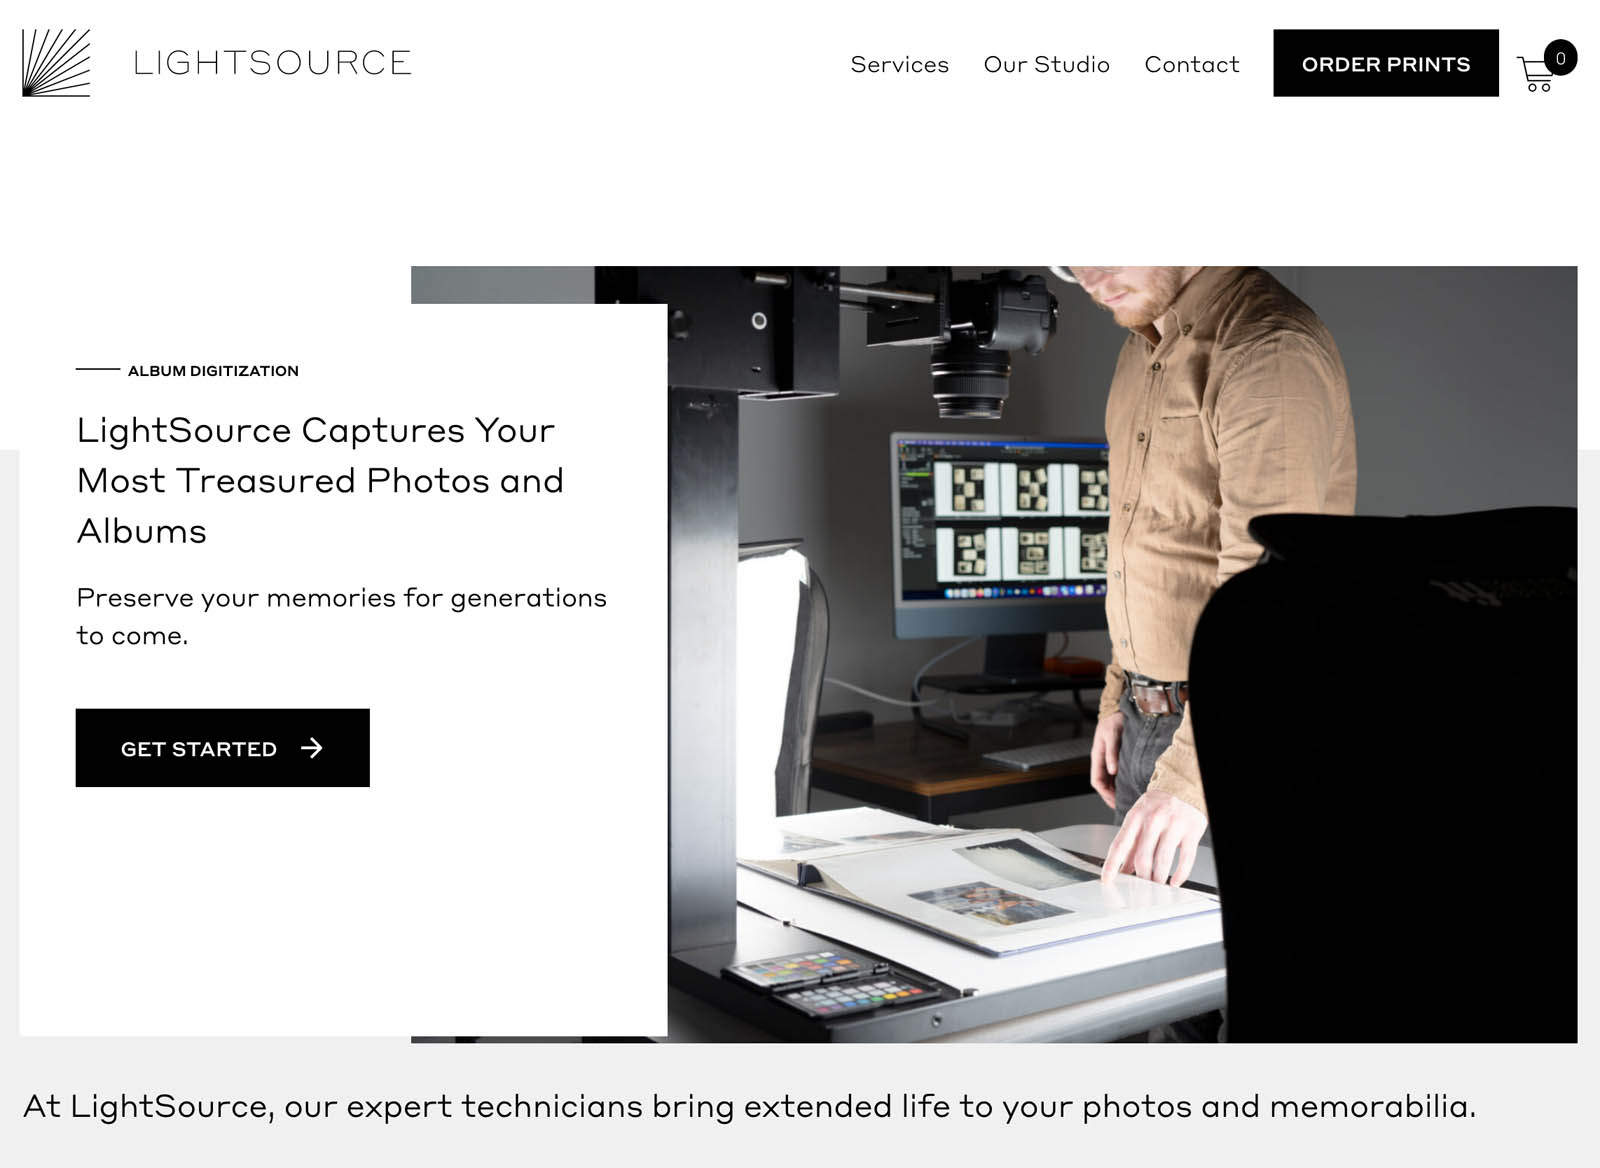 LIGHTSOURCE
Services
Our Studio
Contact
ORDER PRINTS
0
ALBUM DIGITIZATION
LightSource Captures Your
Most Treasured Photos and
Albums
Preserve your memories for generations
to come.
GET STARTED
At LightSource, our expert technicians bring extended life to your photos and memorabilia.